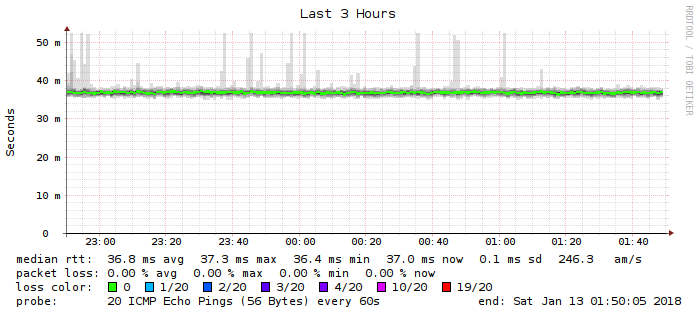 Last 3 Hours
RRDTOOL / TOBI OETIKER
Seconds
50 m
40 m
30 m
20 m
10 m
0
23:00 23:20 23:40 00:00 00:20 00:40 01:00 01:20 01:40
median rtt: 36.8 ms avg 37.3 ms max 36.4 ms min 37.0 ms now 0.1 ms sd 246.3 am/s
packet loss: 0.00 % avg 0.00 % max 0.00 % min 0.00 % now
loss color: 0 1/20 2/20 3/20 4/20 10/20 19/20
probe: 20 ICMP Echo Pings (56 Bytes) every 60s end: Sat Jan 13 01:50:05 2018